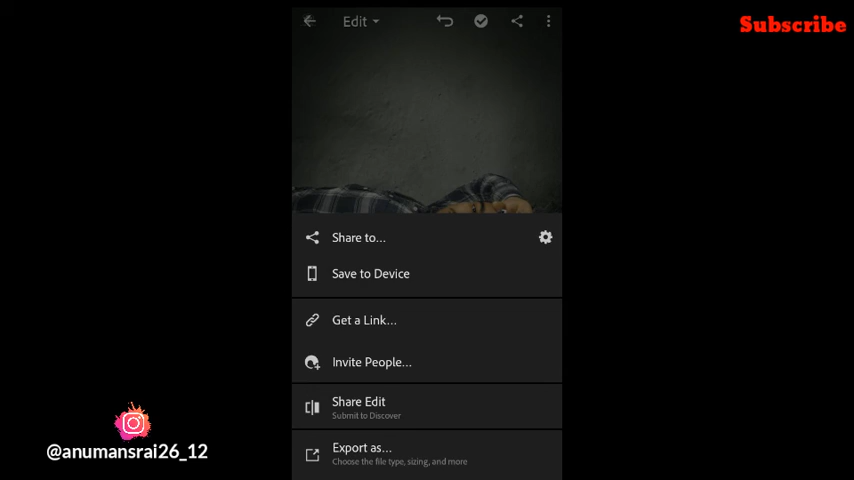 Edit
Subscribe
Share to...
Save to Device
Get a Link...
Invite People...
Share Edit
Submit to Discover
Export as...
Choose the file type, sizing, and more
@anumansrai26_12